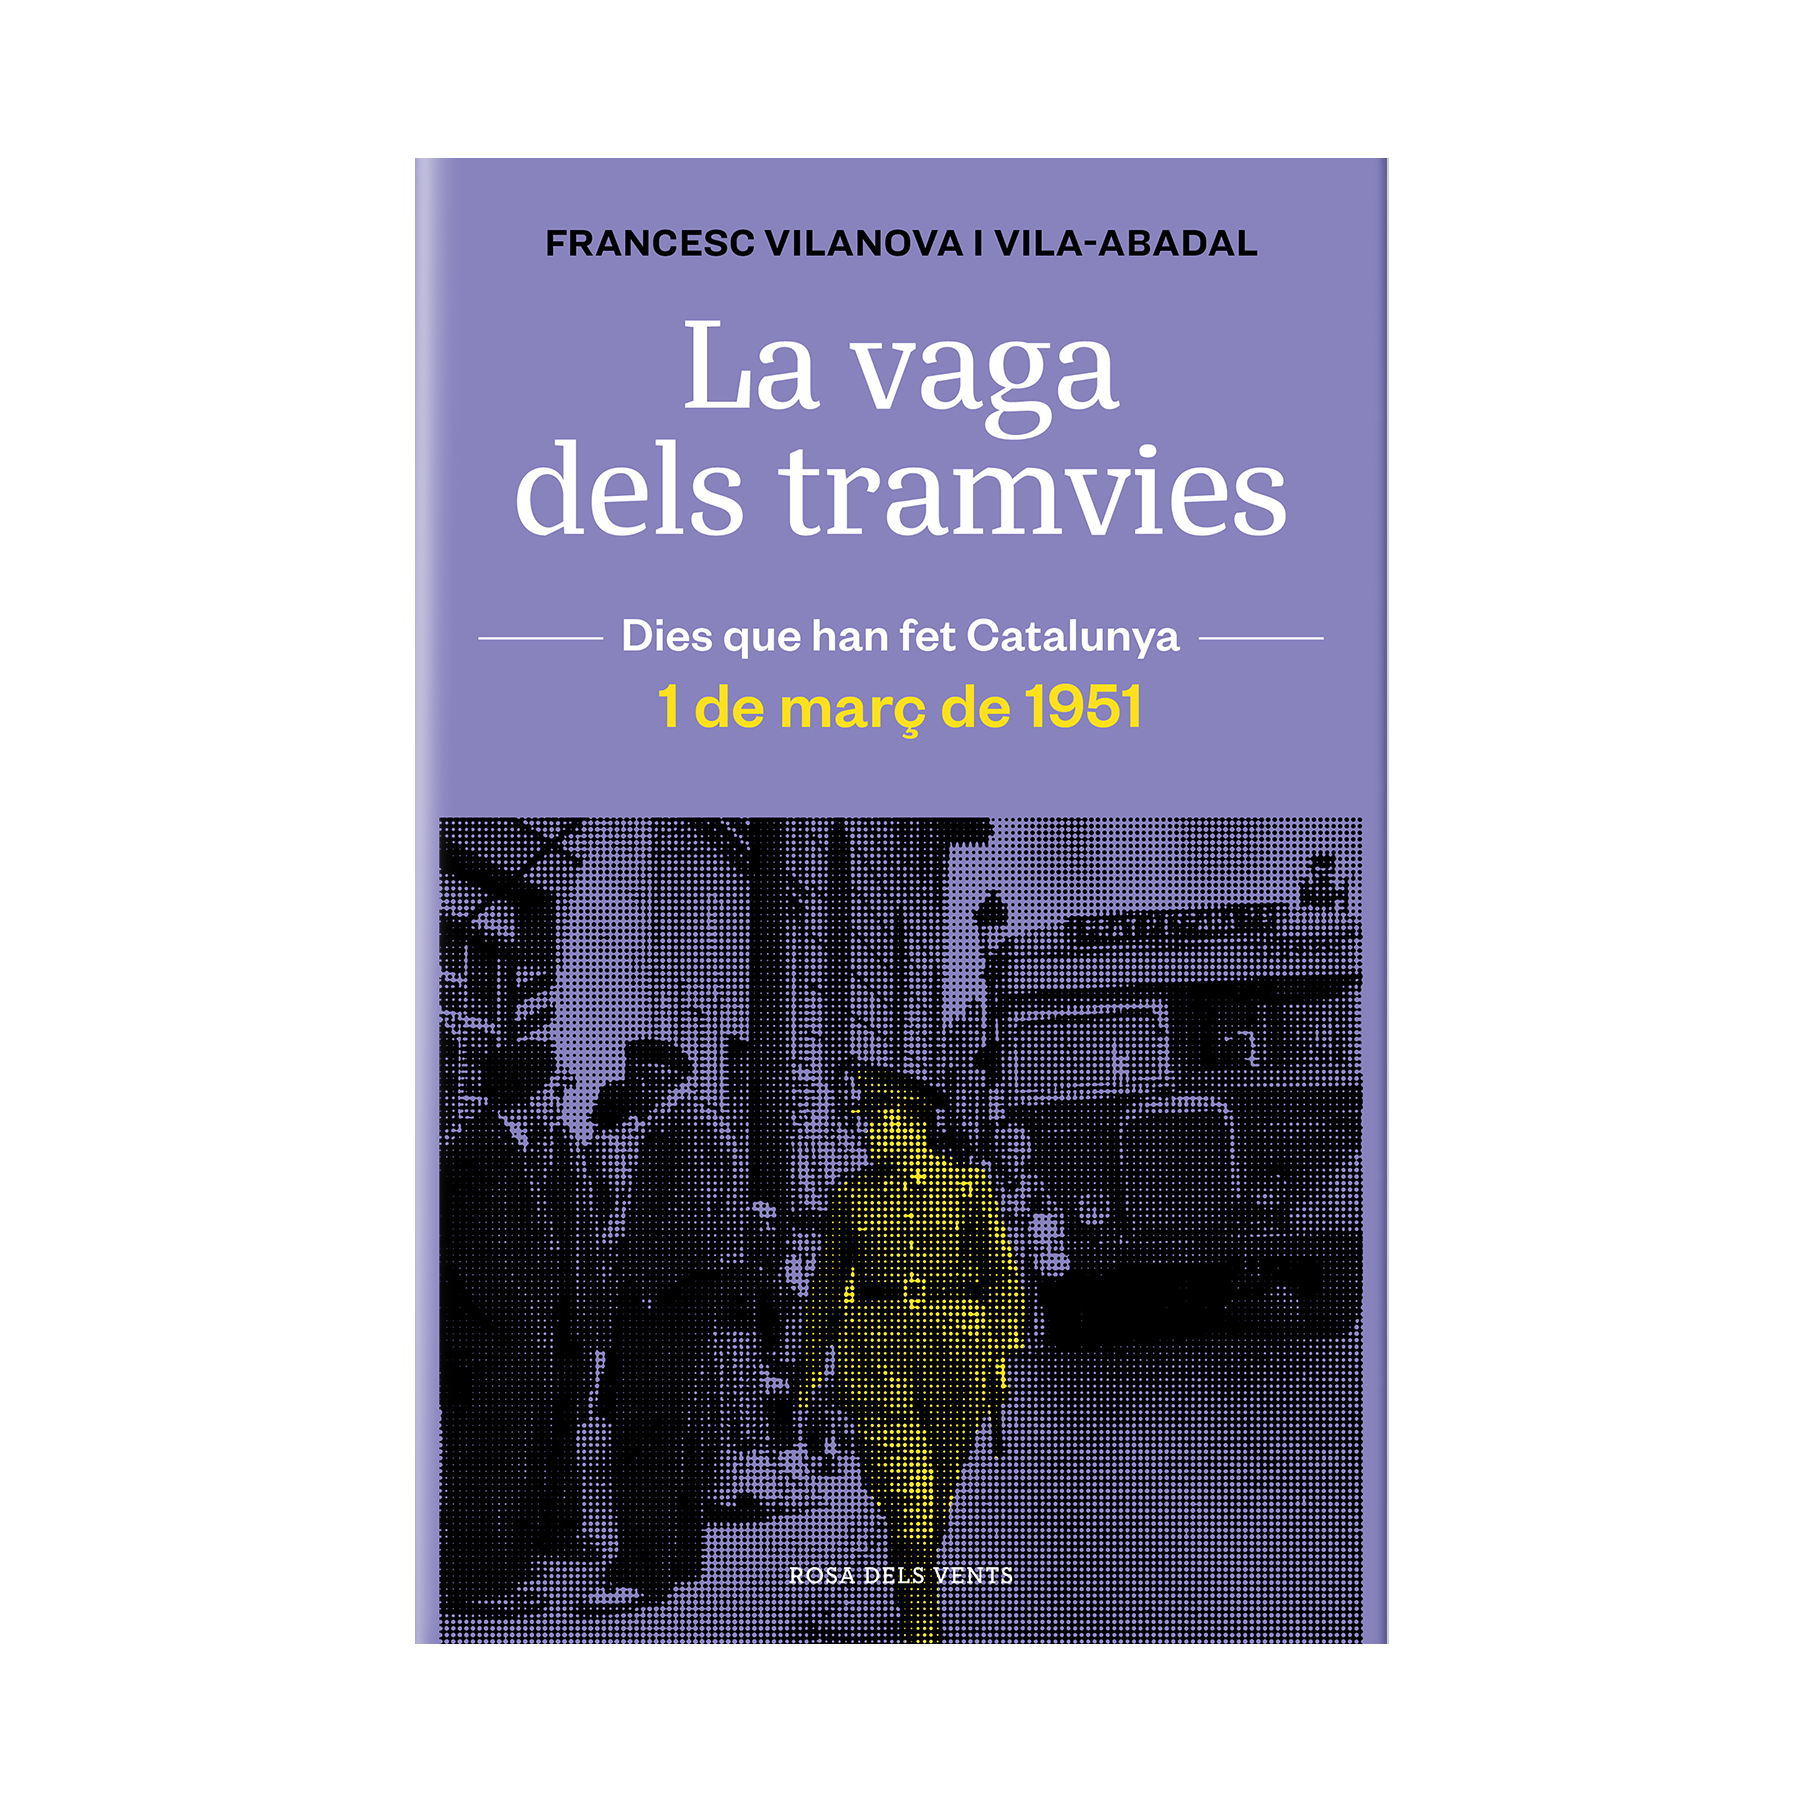 FRANCESC VILANOVA I VILA-ABADAL
La vaga
dels tramvies
Dies que han fet Catalunya
1 de març de 1951
ROSA DELS VENTS